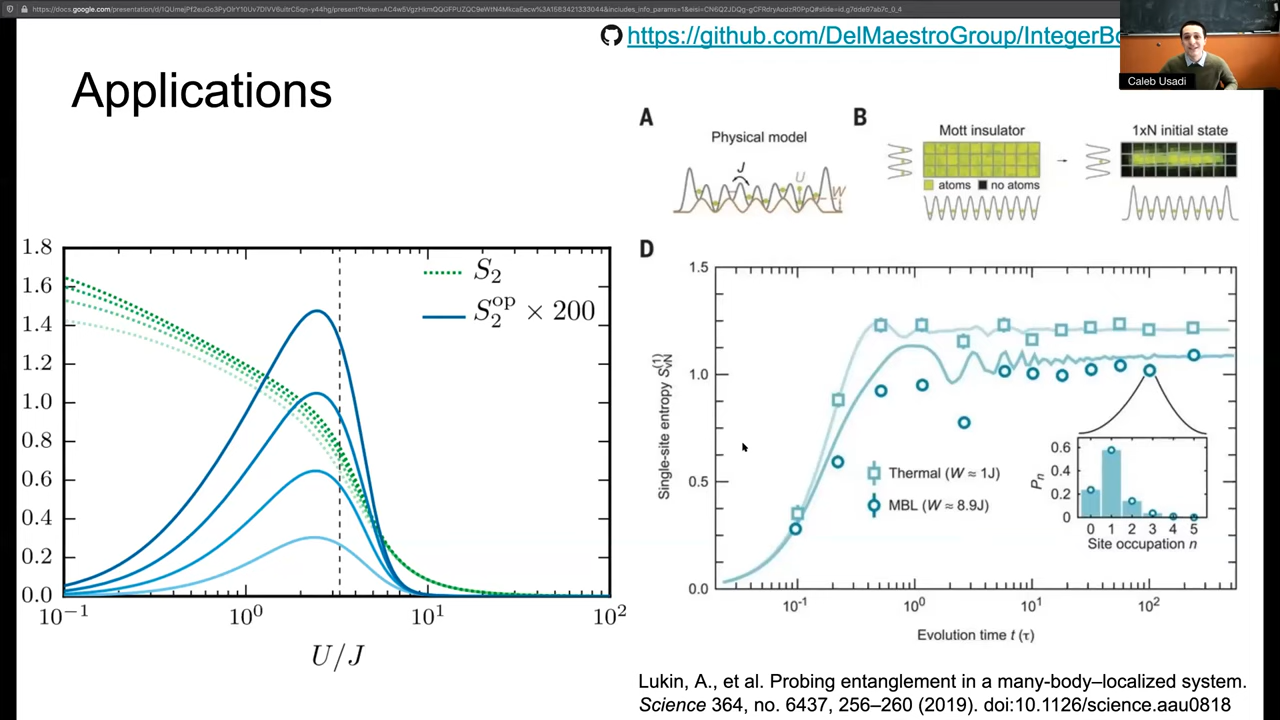 https://github.com/DelMaestroGroup/IntegerBo
Caleb Usadi
Applications
A
Physical model
J
U
W
B
Mott insulator
1xN initial state
atoms
no atoms
1.8
1.6
1.4
1.2
1.0
0.8
0.6
0.4
0.2
0.0
10⁻¹
10⁰
10¹
10²
U/J
S₂
S₂ᵒᵖ × 200
D
1.5
1.0
0.5
0.0
Single-site entropy S_vN^(1)
Thermal (W ≈ 1J)
MBL (W ≈ 8.9J)
0.6
0.4
0.2
0
Pₙ
0 1 2 3 4 5
Site occupation n
10⁻¹
10⁰
10¹
10²
Evolution time t (τ)
Lukin, A., et al. Probing entanglement in a many-body–localized system.
Science 364, no. 6437, 256–260 (2019). doi:10.1126/science.aau0818